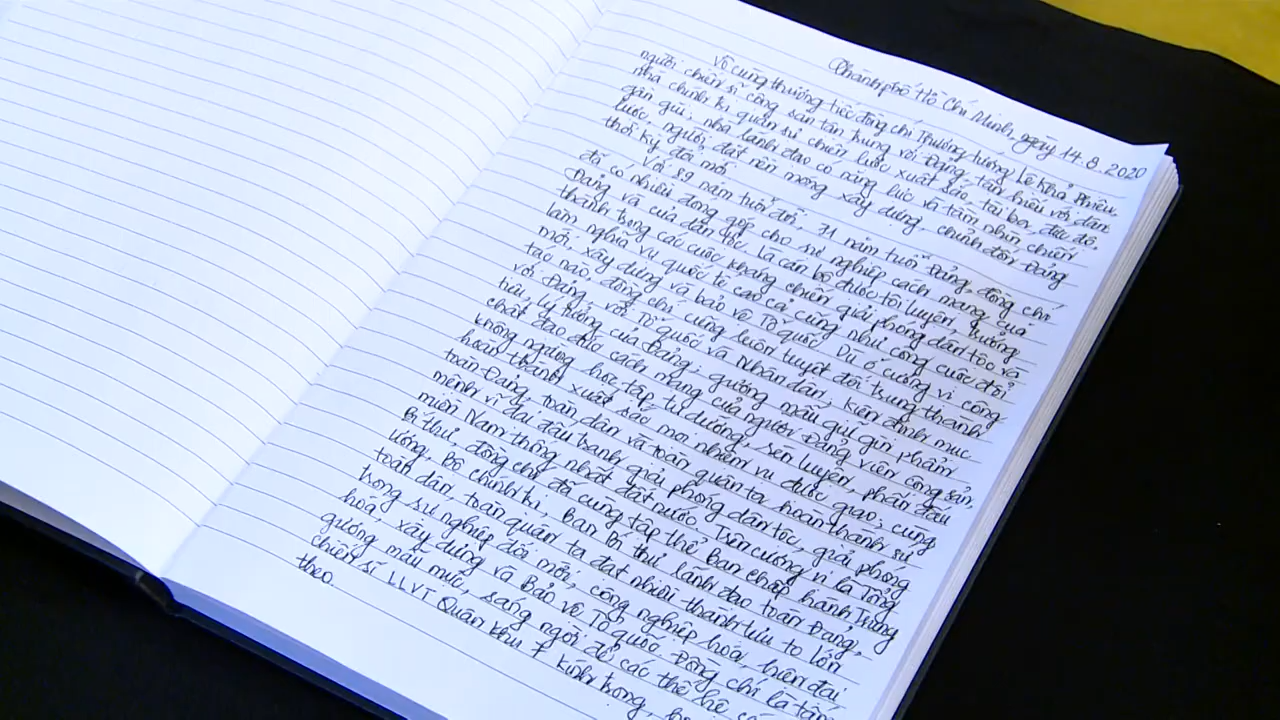 Thành phố Hồ Chí Minh, ngày 14.8.2020
Vô cùng thương tiếc đồng chí Thượng tướng Lê Khả Phiêu
người chiến sĩ cộng sản tận trung với Đảng, tận hiếu với dân
nhà chính trị quân sự chiến lược xuất sắc, tài ba, đức độ
gần gũi; nhà lãnh đạo có năng lực và tầm nhìn chiến
lược, người đặt nền móng xây dựng, chỉnh đốn Đảng
thời kỳ đổi mới.
Với 89 năm tuổi đời, 71 năm tuổi Đảng, đồng chí
đã có nhiều đóng góp cho sự nghiệp cách mạng của
Đảng và của dân tộc. Là cán bộ được tôi luyện, trưởng
thành trong các cuộc kháng chiến giải phóng dân tộc và
làm nghĩa vụ quốc tế cao cả cũng như công cuộc đổi
mới, xây dựng và bảo vệ Tổ quốc. Dù ở cương vị công
tác nào, đồng chí cũng luôn tuyệt đối trung thành
với Đảng, với Tổ quốc và Nhân dân; kiên định mục
tiêu, lý tưởng của Đảng; gương mẫu giữ gìn phẩm
chất đạo đức cách mạng của người Đảng viên cộng sản,
không ngừng học tập, tu dưỡng, rèn luyện, phấn đấu
hoàn thành xuất sắc mọi nhiệm vụ được giao; cùng
toàn Đảng, toàn dân và toàn quân ta hoàn thành sứ
mệnh vĩ đại đấu tranh giải phóng dân tộc, giải phóng
miền Nam thống nhất đất nước. Trên cương vị là Tổng
Bí thư, đồng chí đã cùng tập thể Ban chấp hành Trung
ương, Bộ Chính trị, Ban Bí thư lãnh đạo toàn Đảng,
toàn dân, toàn quân ta đạt nhiều thành tựu to lớn
trong sự nghiệp đổi mới, công nghiệp hóa, hiện đại
hóa, xây dựng và Bảo vệ Tổ quốc. Đồng chí là tấm
gương mẫu mực, sáng ngời để các thế hệ
chiến sĩ LLVT Quân khu 7 kính trọng,
theo.